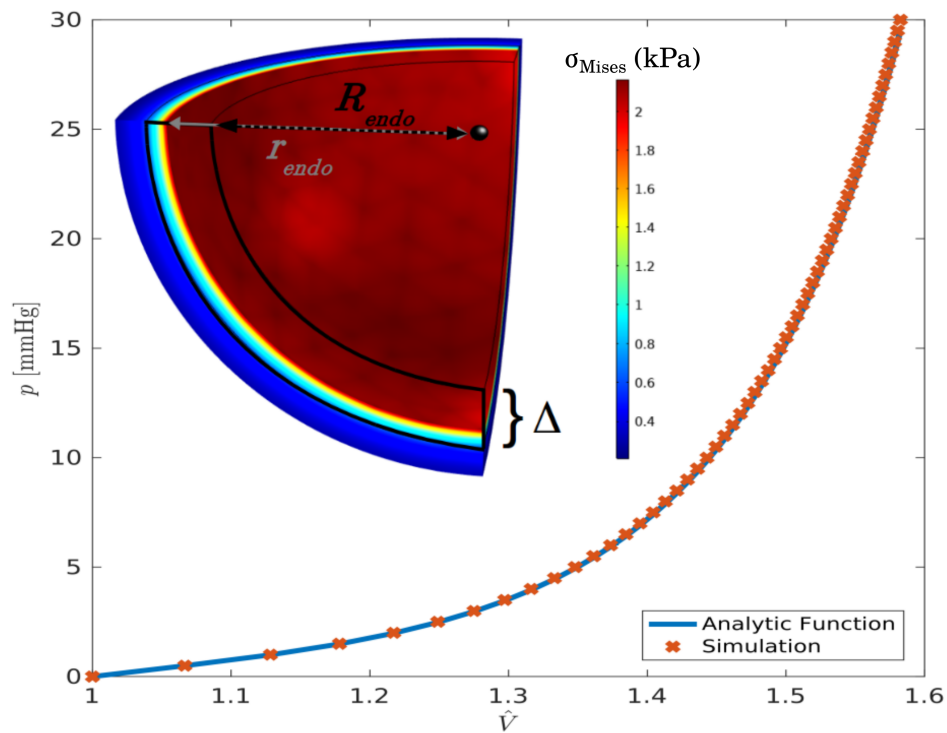 30
25
20
15
10
5
0
p [mmHg]
1
1.1
1.2
1.3
1.4
1.5
1.6
V̂
R_endo
r_endo
} Δ
σ_Mises (kPa)
2
1.8
1.6
1.4
1.2
1
0.8
0.6
0.4
Analytic Function
Simulation